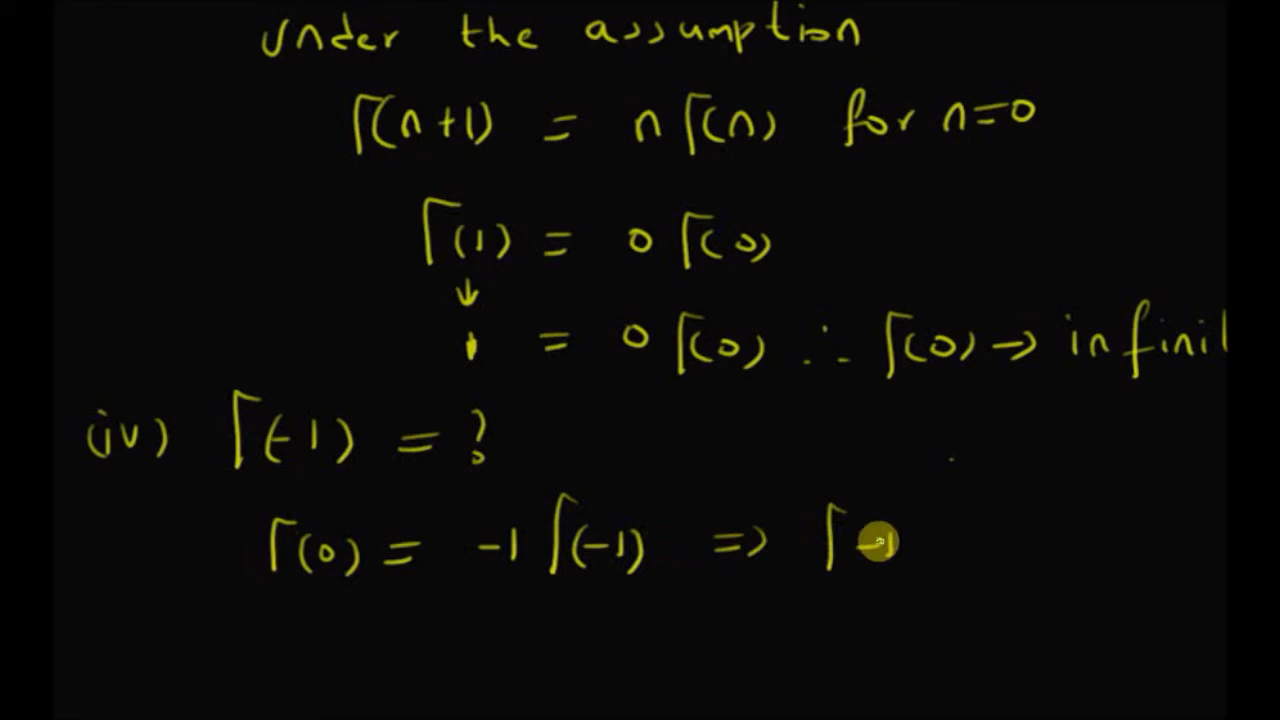 under the assumption
Γ(n+1) = n Γ(n) for n=0
Γ(1) = 0 Γ(0)
↓
1 = 0 Γ(0) ∴ Γ(0) → infinit
(iv) Γ(-1) = ?
Γ(0) = -1 Γ(-1) => Γ-1